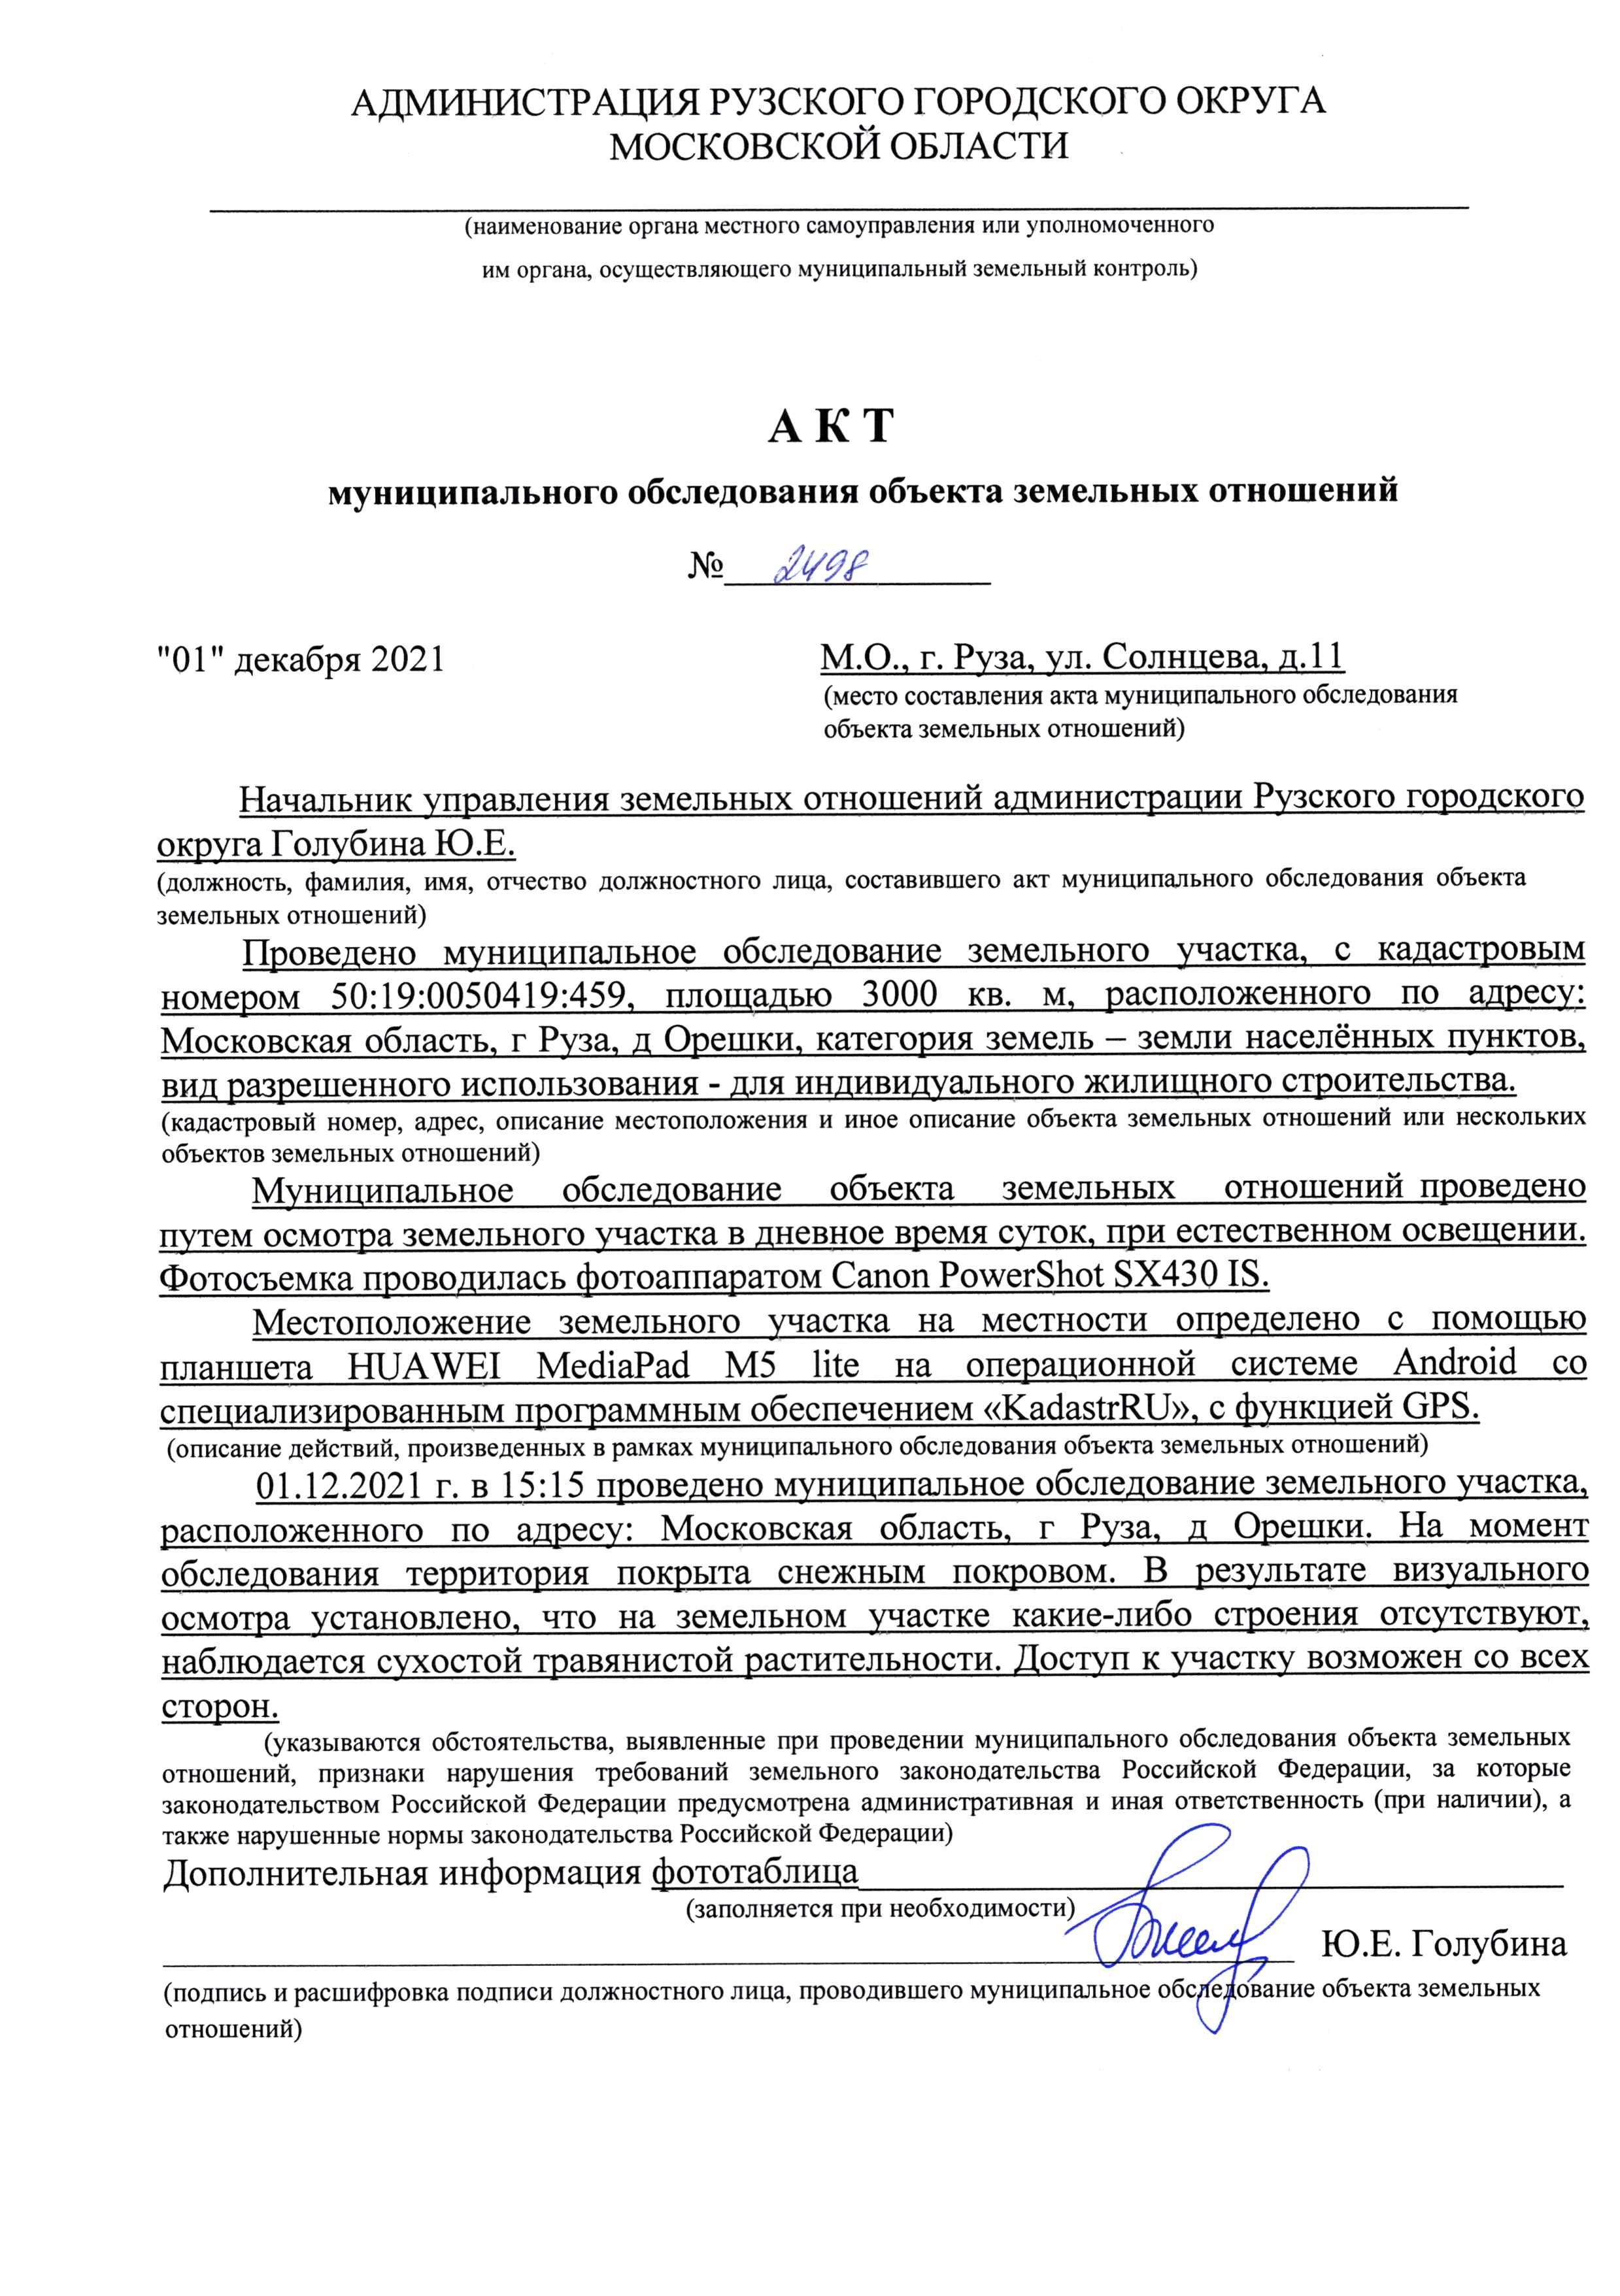 АДМИНИСТРАЦИЯ РУЗСКОГО ГОРОДСКОГО ОКРУГА
МОСКОВСКОЙ ОБЛАСТИ
(наименование органа местного самоуправления или уполномоченного
им органа, осуществляющего муниципальный земельный контроль)
А К Т
муниципального обследования объекта земельных отношений
№ 2498
"01" декабря 2021
М.О., г. Руза, ул. Солнцева, д.11
(место составления акта муниципального обследования
объекта земельных отношений)
Начальник управления земельных отношений администрации Рузского городского
округа Голубина Ю.Е.
(должность, фамилия, имя, отчество должностного лица, составившего акт муниципального обследования объекта
земельных отношений)
Проведено муниципальное обследование земельного участка, с кадастровым
номером 50:19:0050419:459, площадью 3000 кв. м, расположенного по адресу:
Московская область, г Руза, д Орешки, категория земель – земли населённых пунктов,
вид разрешенного использования - для индивидуального жилищного строительства.
(кадастровый номер, адрес, описание местоположения и иное описание объекта земельных отношений или нескольких
объектов земельных отношений)
Муниципальное обследование объекта земельных отношений проведено
путем осмотра земельного участка в дневное время суток, при естественном освещении.
Фотосъемка проводилась фотоаппаратом Canon PowerShot SX430 IS.
Местоположение земельного участка на местности определено с помощью
планшета HUAWEI MediaPad M5 lite на операционной системе Android со
специализированным программным обеспечением «KadastrRU», с функцией GPS.
(описание действий, произведенных в рамках муниципального обследования объекта земельных отношений)
01.12.2021 г. в 15:15 проведено муниципальное обследование земельного участка,
расположенного по адресу: Московская область, г Руза, д Орешки. На момент
обследования территория покрыта снежным покровом. В результате визуального
осмотра установлено, что на земельном участке какие-либо строения отсутствуют,
наблюдается сухостой травянистой растительности. Доступ к участку возможен со всех
сторон.
(указываются обстоятельства, выявленные при проведении муниципального обследования объекта земельных
отношений, признаки нарушения требований земельного законодательства Российской Федерации, за которые
законодательством Российской Федерации предусмотрена административная и иная ответственность (при наличии), а
также нарушенные нормы законодательства Российской Федерации)
Дополнительная информация фототаблица
(заполняется при необходимости)
Ю.Е. Голубина
(подпись и расшифровка подписи должностного лица, проводившего муниципальное обследование объекта земельных
отношений)